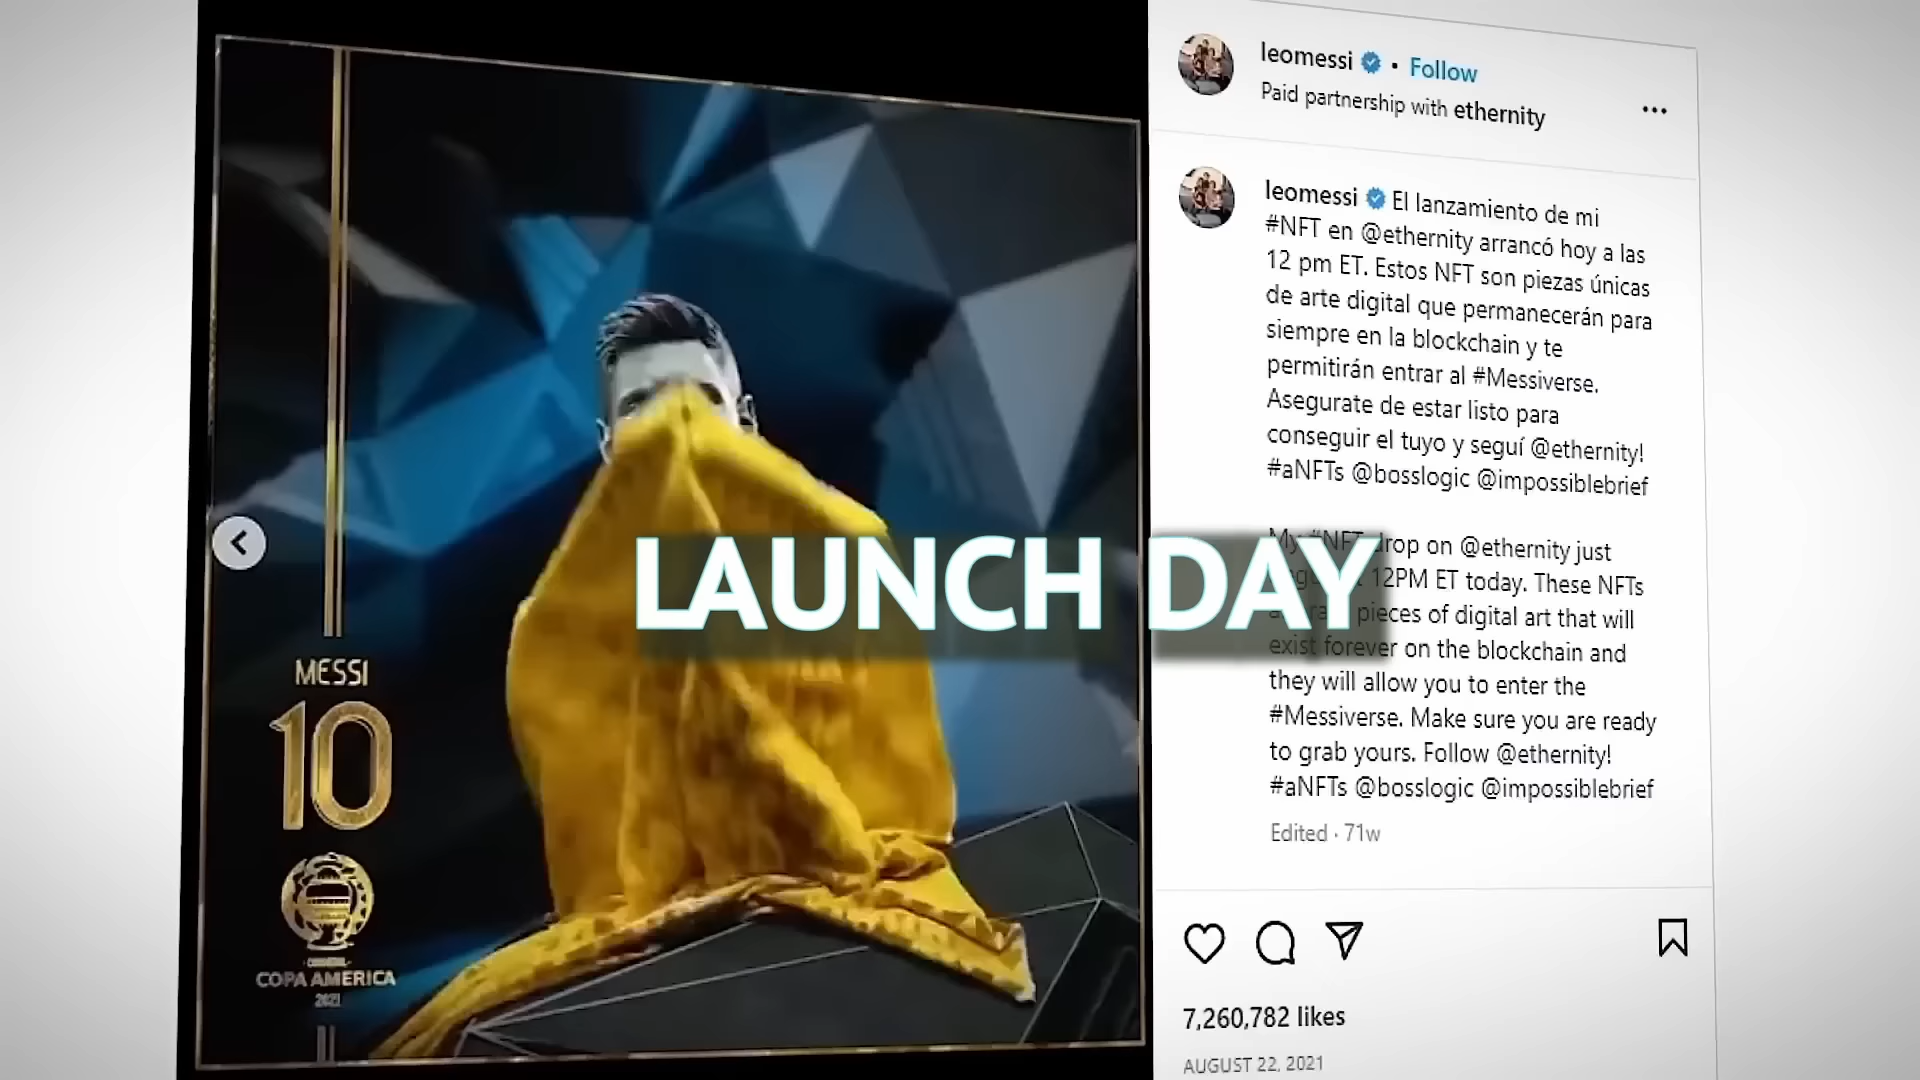 MESSI
10
COPA AMERICA
2021
LAUNCH DAY
leomessi • Follow
Paid partnership with ethernity
leomessi El lanzamiento de mi
#NFT en @ethernity arrancó hoy a las
12 pm ET. Estos NFT son piezas únicas
de arte digital que permanecerán para
siempre en la blockchain y te
permitirán entrar al #Messiverse.
Asegurate de estar listo para
conseguir el tuyo y seguí @ethernity!
#aNFTs @bosslogic @impossiblebrief
My #NFT drop on @ethernity just
12PM ET today. These NFTs
pieces of digital art that will
exist forever on the blockchain and
they will allow you to enter the
#Messiverse. Make sure you are ready
to grab yours. Follow @ethernity!
#aNFTs @bosslogic @impossiblebrief
Edited · 71w
7,260,782 likes
AUGUST 22, 2021